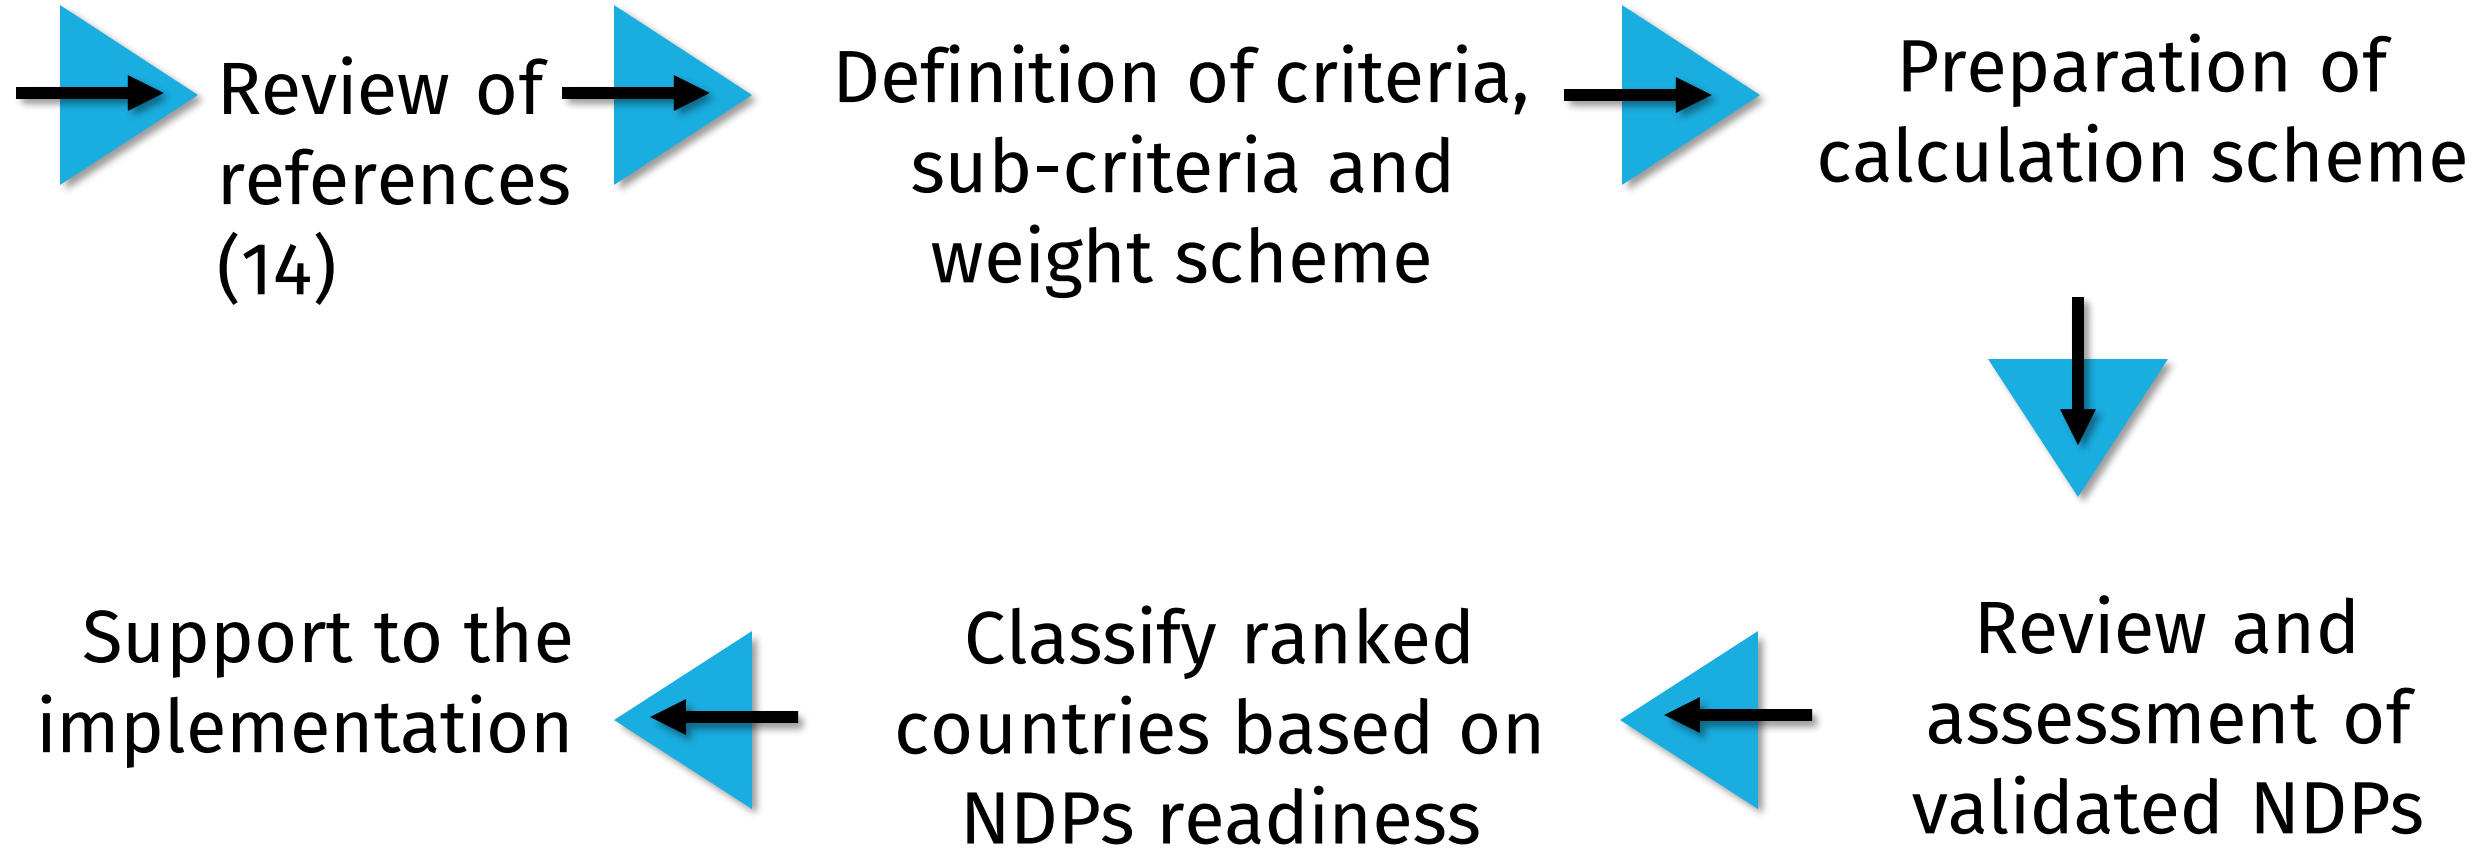 Review of
references
(14)
Definition of criteria,
sub-criteria and
weight scheme
Preparation of
calculation scheme
Review and
assessment of
validated NDPs
Classify ranked
countries based on
NDPs readiness
Support to the
implementation